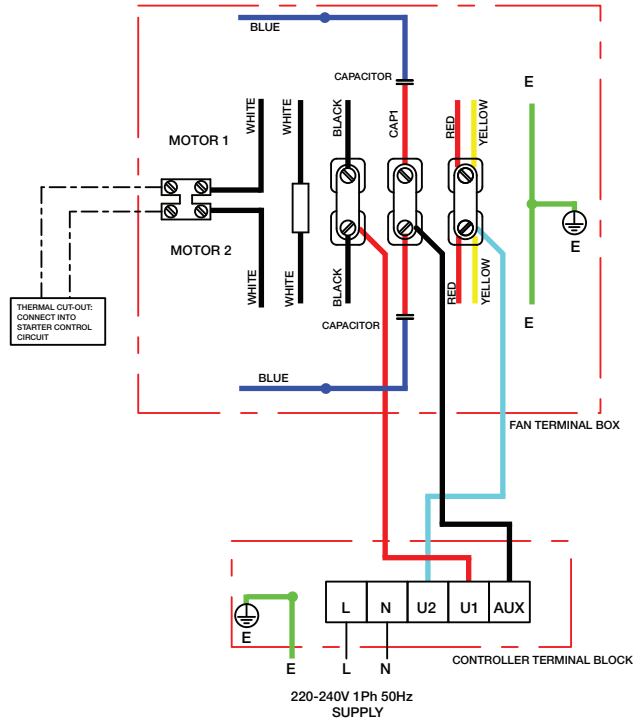 BLUE
CAPACITOR
E
WHITE
WHITE
BLACK
CAP1
RED
YELLOW
MOTOR 1
MOTOR 2
E
THERMAL CUT-OUT:
CONNECT INTO
STARTER CONTROL
CIRCUIT
WHITE
WHITE
BLACK
RED
YELLOW
E
CAPACITOR
BLUE
FAN TERMINAL BOX
L
N
U2
U1
AUX
E
E
L
N
CONTROLLER TERMINAL BLOCK
220-240V 1Ph 50Hz
SUPPLY